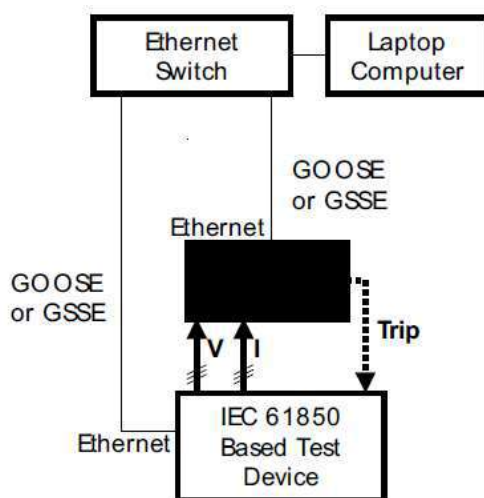 Ethernet
Switch
Laptop
Computer
GOOSE
or GSSE
Ethernet
GOOSE
or GSSE
V
I
Trip
Ethernet
IEC 61850
Based Test
Device